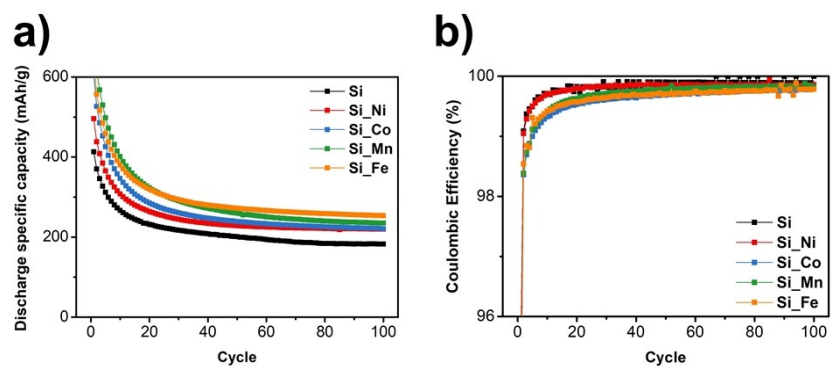 a)
Discharge specific capacity (mAh/g)
600
400
200
0
0
20
40
60
80
100
Cycle
Si
Si_Ni
Si_Co
Si_Mn
Si_Fe
b)
Coulombic Efficiency (%)
100
98
96
0
20
40
60
80
100
Cycle
Si
Si_Ni
Si_Co
Si_Mn
Si_Fe